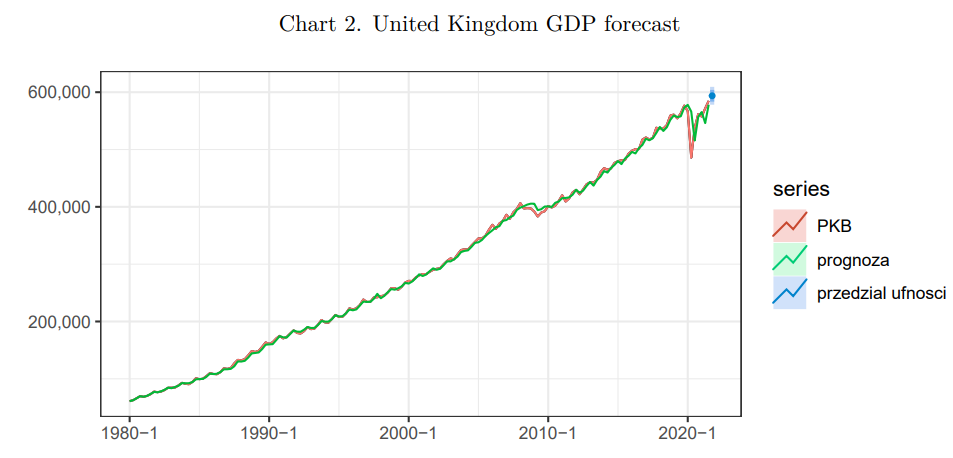 Chart 2. United Kingdom GDP forecast
600,000
400,000
200,000
1980−1
1990−1
2000−1
2010−1
2020−1
series
PKB
prognoza
przedzial ufnosci